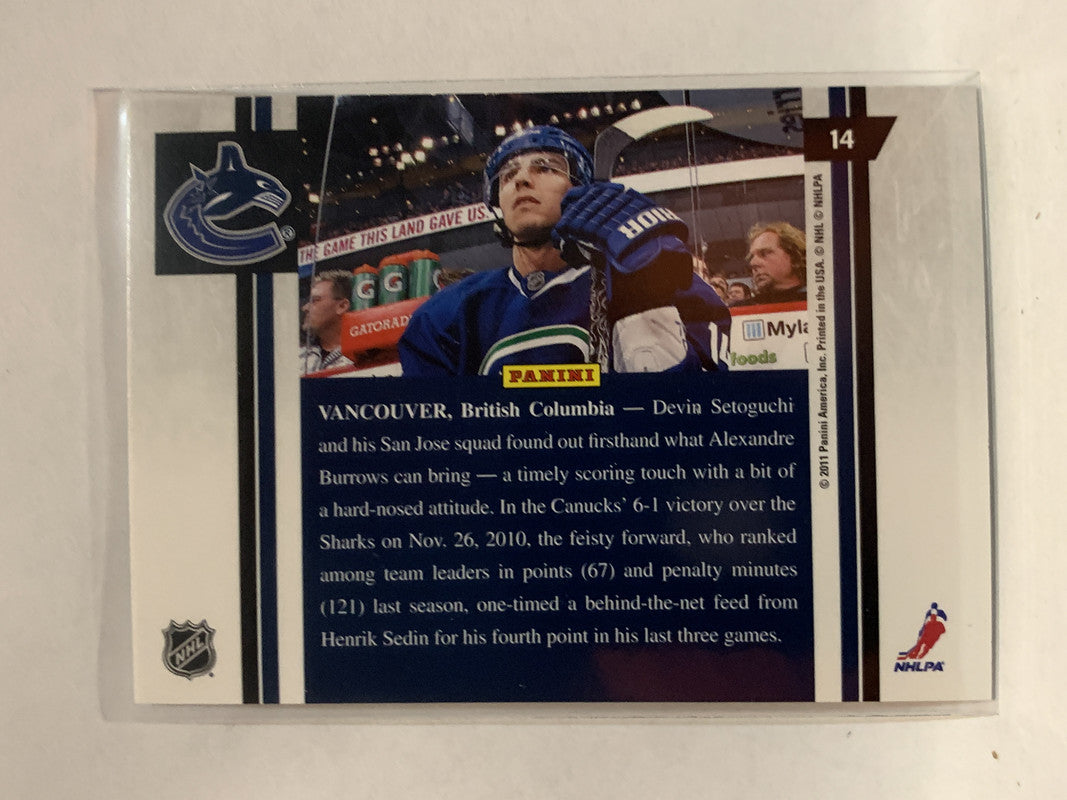 14
THE GAME THIS LAND GAVE US.
G G G
GATORAD
RIOR
NHL
Myla
foods
PANINI
VANCOUVER, British Columbia — Devin Setoguchi
and his San Jose squad found out firsthand what Alexandre
Burrows can bring — a timely scoring touch with a bit of
a hard-nosed attitude. In the Canucks’ 6-1 victory over the
Sharks on Nov. 26, 2010, the feisty forward, who ranked
among team leaders in points (67) and penalty minutes
(121) last season, one-timed a behind-the-net feed from
Henrik Sedin for his fourth point in his last three games.
© 2011 Panini America, Inc. Printed in the USA. © NHL © NHLPA
NHL
NHLPA